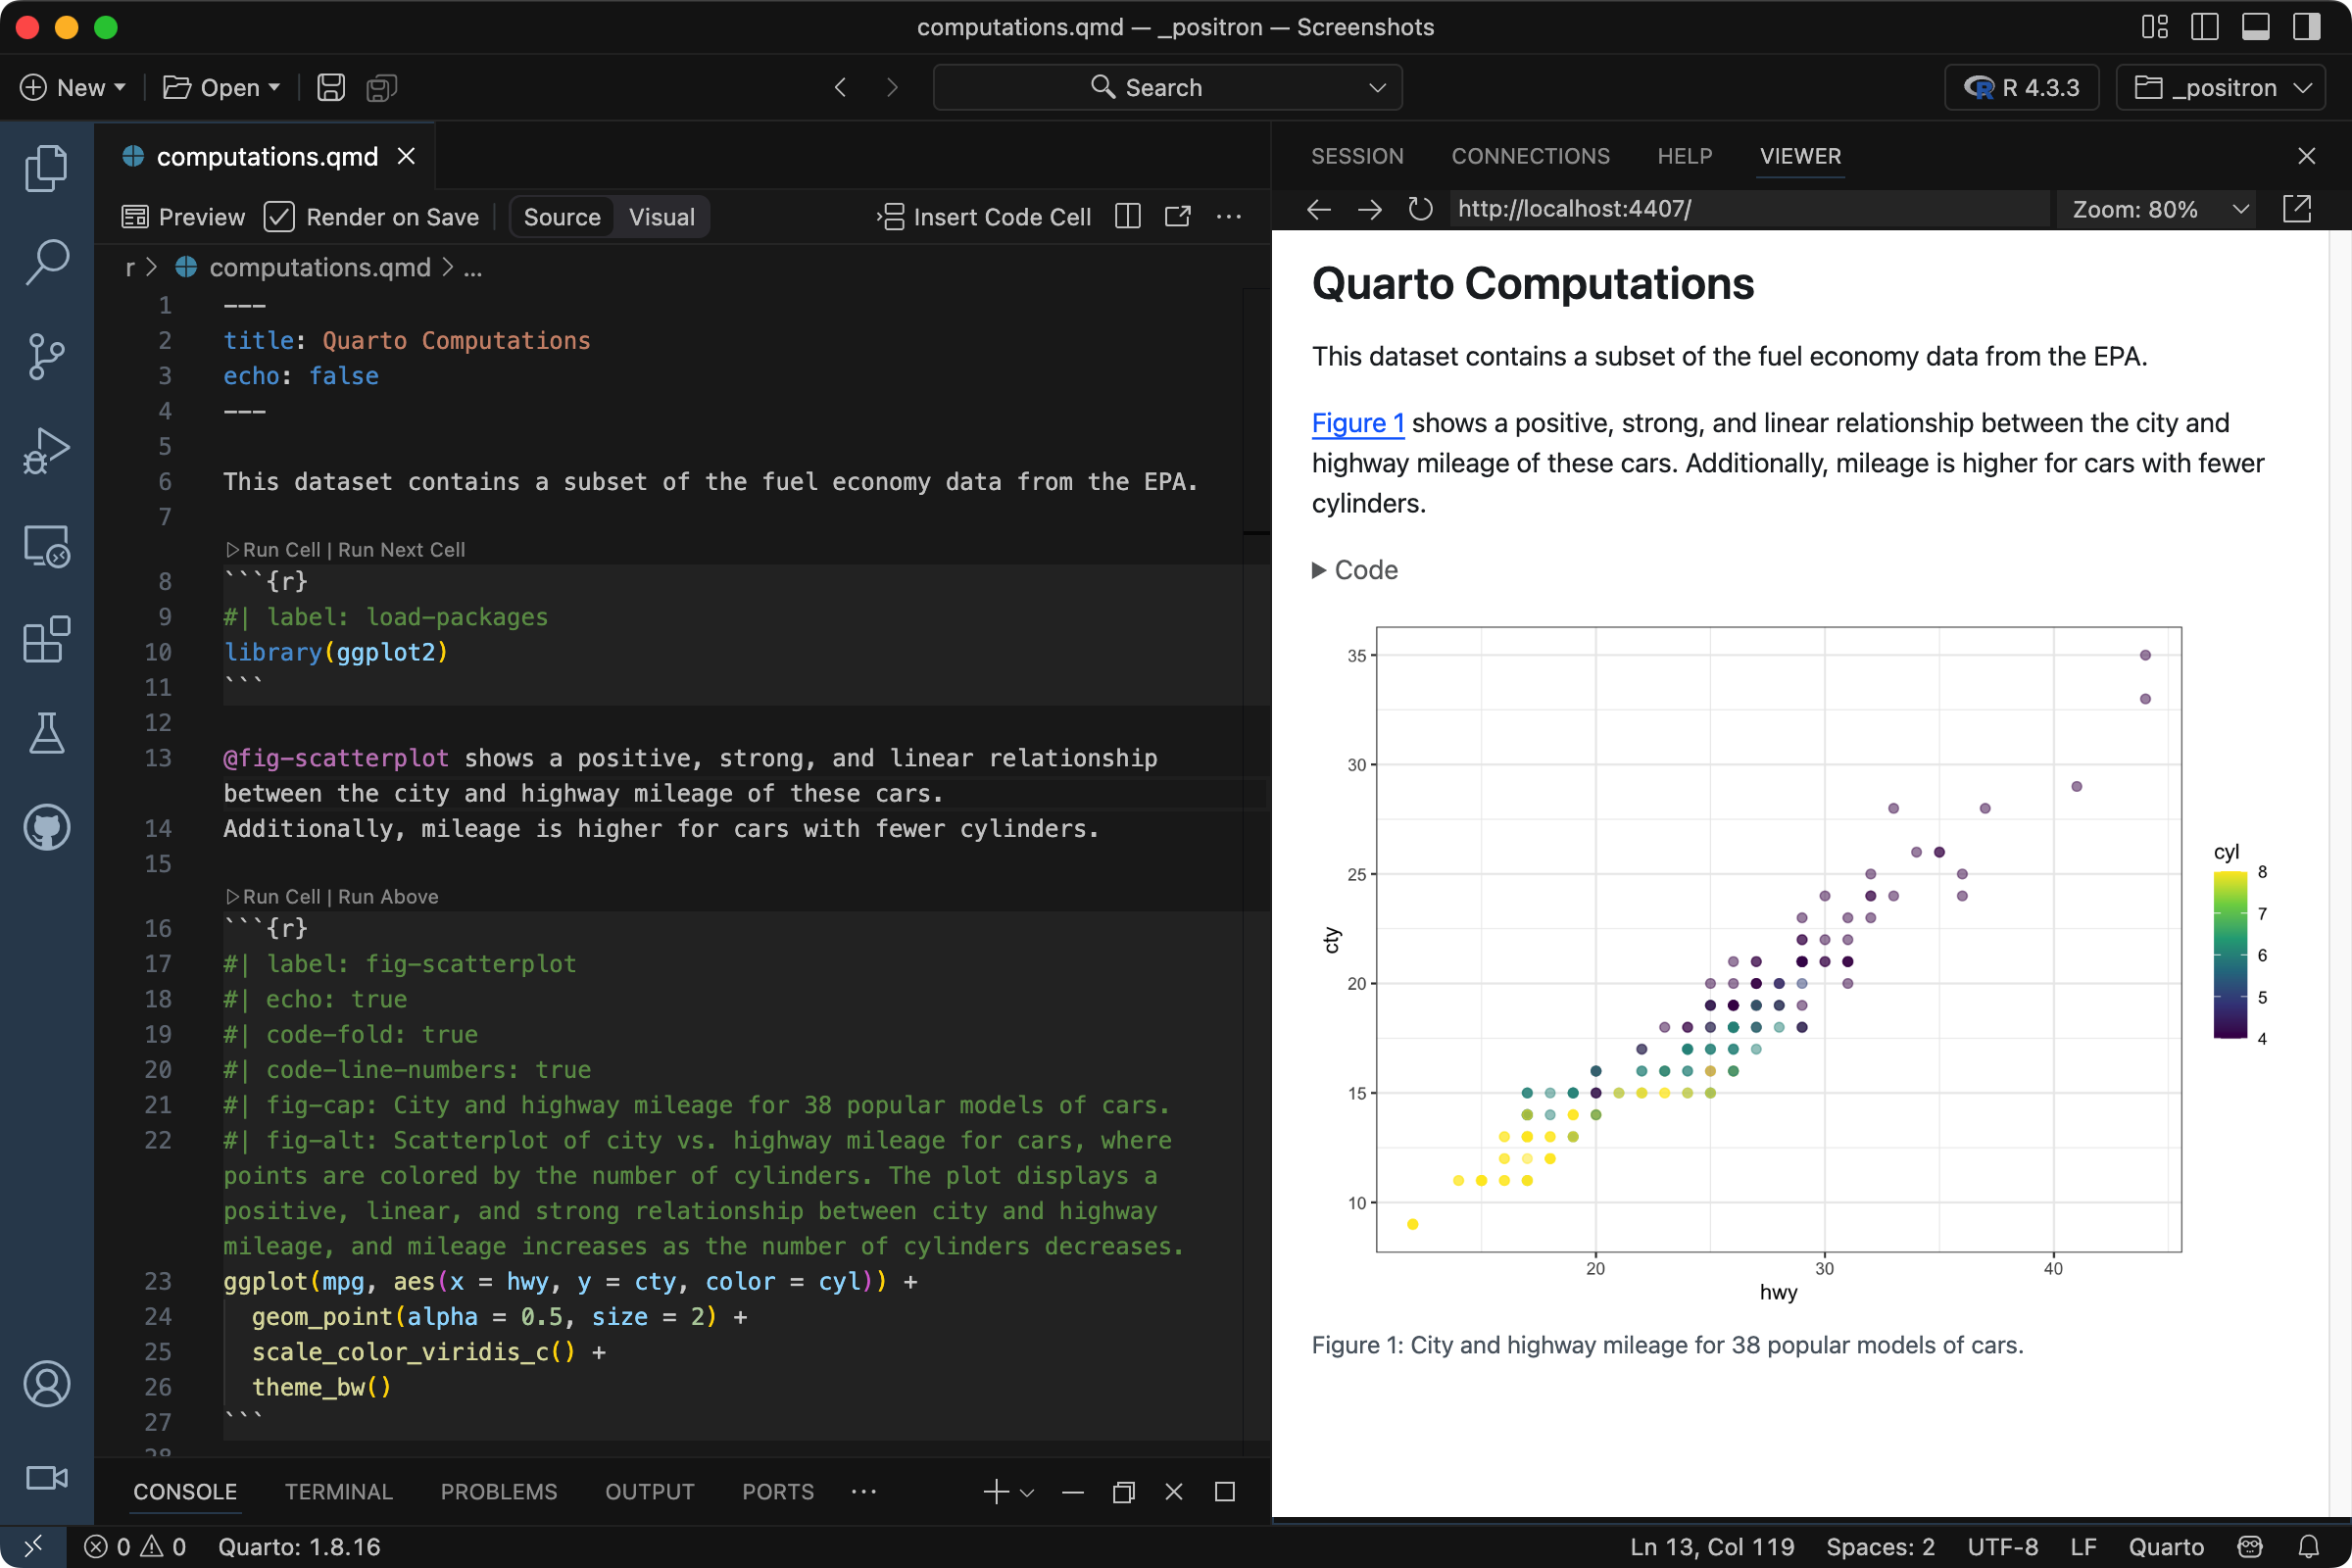 computations.qmd — _positron — Screenshots
New
Open
Search
R 4.3.3
_positron
computations.qmd
Preview
Render on Save
Source
Visual
Insert Code Cell
r > computations.qmd > ...
1 ---
2 title: Quarto Computations
3 echo: false
4 ---
5
6 This dataset contains a subset of the fuel economy data from the EPA.
7
Run Cell | Run Next Cell
8 ```{r}
9 #| label: load-packages
10 library(ggplot2)
11 ```
12
13 @fig-scatterplot shows a positive, strong, and linear relationship
between the city and highway mileage of these cars.
14 Additionally, mileage is higher for cars with fewer cylinders.
15
Run Cell | Run Above
16 ```{r}
17 #| label: fig-scatterplot
18 #| echo: true
19 #| code-fold: true
20 #| code-line-numbers: true
21 #| fig-cap: City and highway mileage for 38 popular models of cars.
22 #| fig-alt: Scatterplot of city vs. highway mileage for cars, where
points are colored by the number of cylinders. The plot displays a
positive, linear, and strong relationship between city and highway
mileage, and mileage increases as the number of cylinders decreases.
23 ggplot(mpg, aes(x = hwy, y = cty, color = cyl)) +
24 geom_point(alpha = 0.5, size = 2) +
25 scale_color_viridis_c() +
26 theme_bw()
27 ```
28
CONSOLE
TERMINAL
PROBLEMS
OUTPUT
PORTS
SESSION
CONNECTIONS
HELP
VIEWER
http://localhost:4407/
Zoom: 80%
Quarto Computations
This dataset contains a subset of the fuel economy data from the EPA.
Figure 1 shows a positive, strong, and linear relationship between the city and
highway mileage of these cars. Additionally, mileage is higher for cars with fewer
cylinders.
Code
35
30
25
20
15
10
cty
20
30
40
hwy
cyl
8
7
6
5
4
Figure 1: City and highway mileage for 38 popular models of cars.
0
0
Quarto: 1.8.16
Ln 13, Col 119
Spaces: 2
UTF-8
LF
Quarto